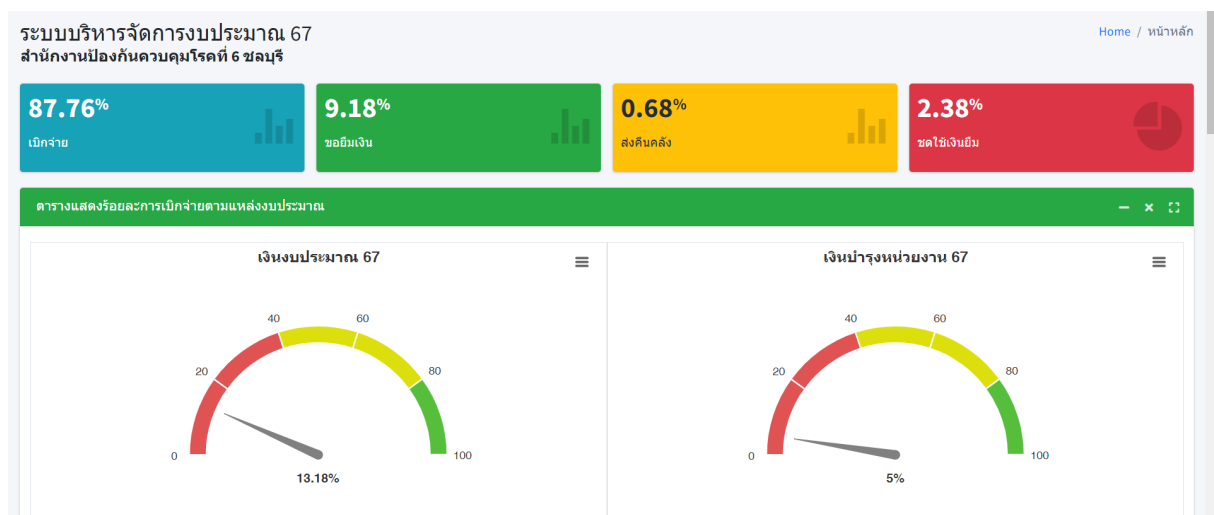 ระบบบริหารจัดการงบประมาณ 67
สำนักงานป้องกันควบคุมโรคที่ 6 ชลบุรี
Home / หน้าหลัก
87.76%
เบิกจ่าย
9.18%
ขอยืมเงิน
0.68%
ส่งคืนคลัง
2.38%
ชดใช้เงินยืม
ตารางแสดงร้อยละการเบิกจ่ายตามแหล่งงบประมาณ
เงินงบประมาณ 67
0
20
40
60
80
100
13.18%
เงินบำรุงหน่วยงาน 67
0
20
40
60
80
100
5%